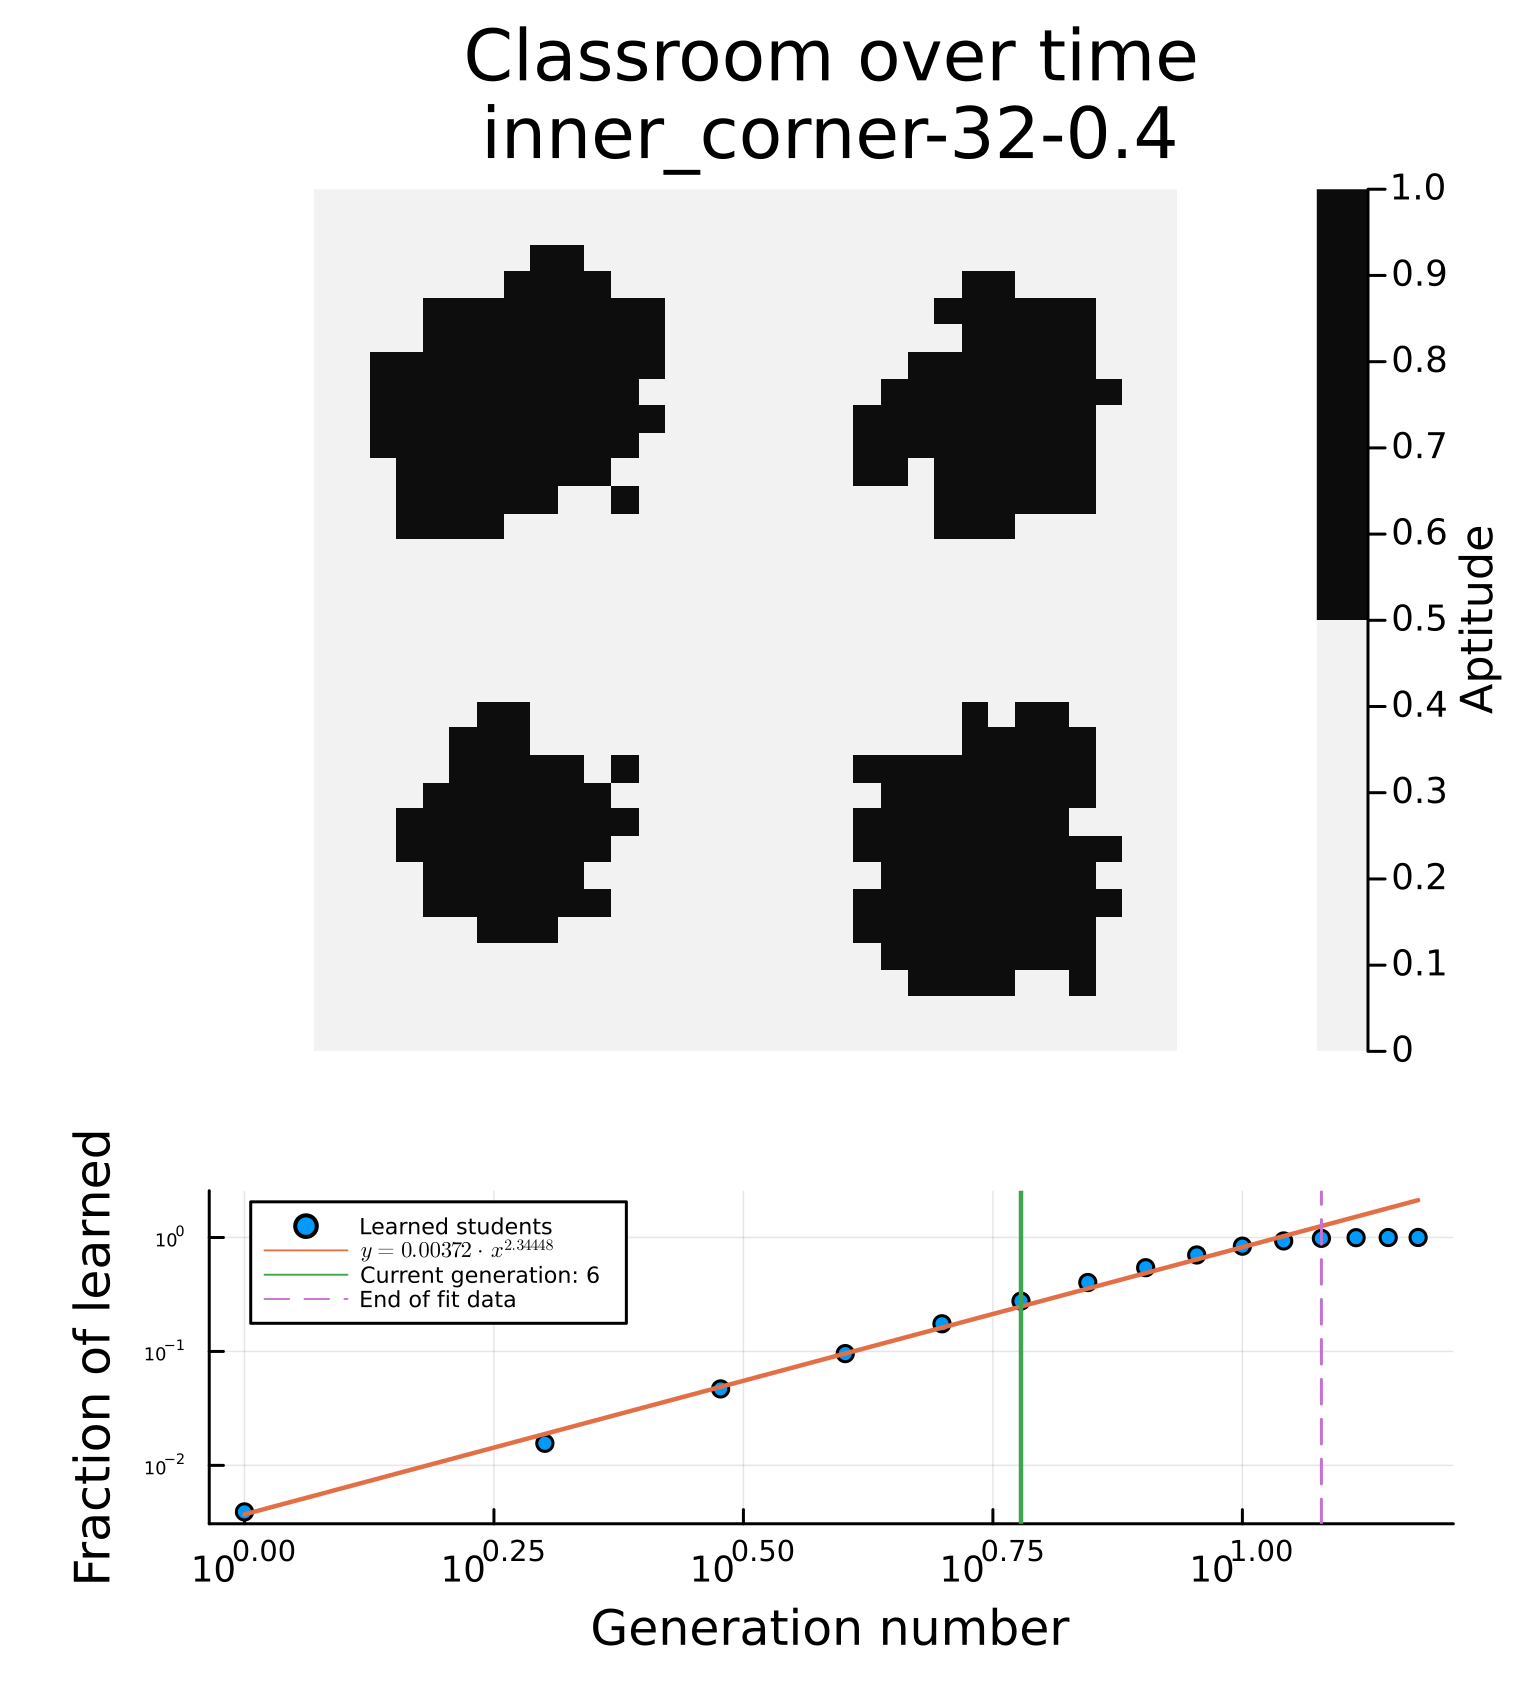 Classroom over time
inner_corner-32-0.4
1.0
0.9
0.8
0.7
0.6
0.5
0.4
0.3
0.2
0.1
0
Aptitude
Fraction of learned
10⁰
10⁻¹
10⁻²
Learned students
y = 0.00372 · x^2.34448
Current generation: 6
End of fit data
10^0.00
10^0.25
10^0.50
10^0.75
10^1.00
Generation number